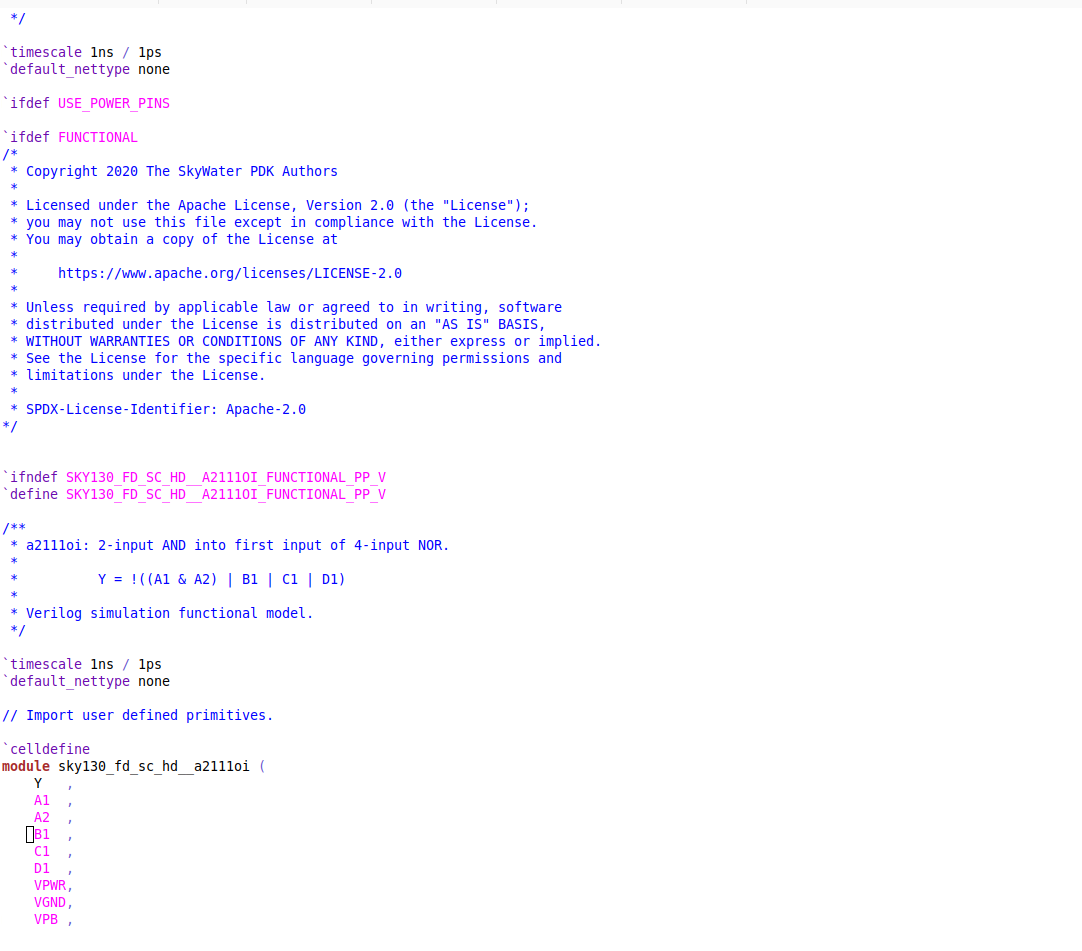 */

`timescale 1ns / 1ps
`default_nettype none

`ifdef USE_POWER_PINS

`ifdef FUNCTIONAL
/*
 * Copyright 2020 The SkyWater PDK Authors
 *
 * Licensed under the Apache License, Version 2.0 (the "License");
 * you may not use this file except in compliance with the License.
 * You may obtain a copy of the License at
 *
 *     https://www.apache.org/licenses/LICENSE-2.0
 *
 * Unless required by applicable law or agreed to in writing, software
 * distributed under the License is distributed on an "AS IS" BASIS,
 * WITHOUT WARRANTIES OR CONDITIONS OF ANY KIND, either express or implied.
 * See the License for the specific language governing permissions and
 * limitations under the License.
 *
 * SPDX-License-Identifier: Apache-2.0
*/


`ifndef SKY130_FD_SC_HD__A2111OI_FUNCTIONAL_PP_V
`define SKY130_FD_SC_HD__A2111OI_FUNCTIONAL_PP_V

/**
 * a2111oi: 2-input AND into first input of 4-input NOR.
 *
 *          Y = !((A1 & A2) | B1 | C1 | D1)
 *
 * Verilog simulation functional model.
 */

`timescale 1ns / 1ps
`default_nettype none

// Import user defined primitives.

`celldefine
module sky130_fd_sc_hd__a2111oi (
    Y   ,
    A1  ,
    A2  ,
    B1  ,
    C1  ,
    D1  ,
    VPWR,
    VGND,
    VPB ,